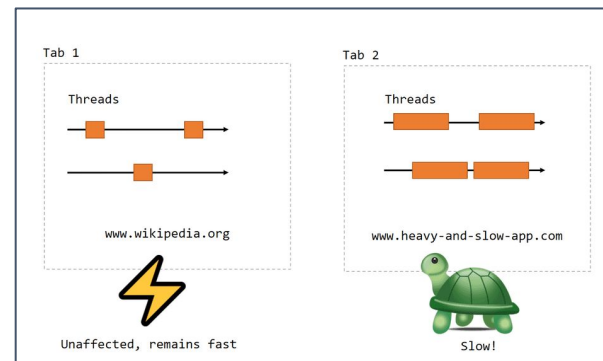 Tab 1
Threads
www.wikipedia.org
Unaffected, remains fast
Tab 2
Threads
www.heavy-and-slow-app.com
Slow!